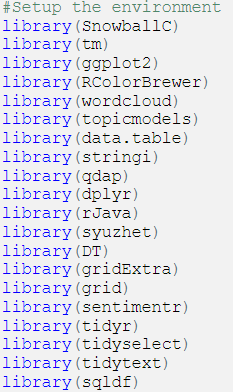 #Setup the environment
library(SnowballC)
library(tm)
library(ggplot2)
library(RColorBrewer)
library(wordcloud)
library(topicmodels)
library(data.table)
library(stringi)
library(qdap)
library(dplyr)
library(rJava)
library(syuzhet)
library(DT)
library(gridExtra)
library(grid)
library(sentimentr)
library(tidyr)
library(tidyselect)
library(tidytext)
library(sqldf)